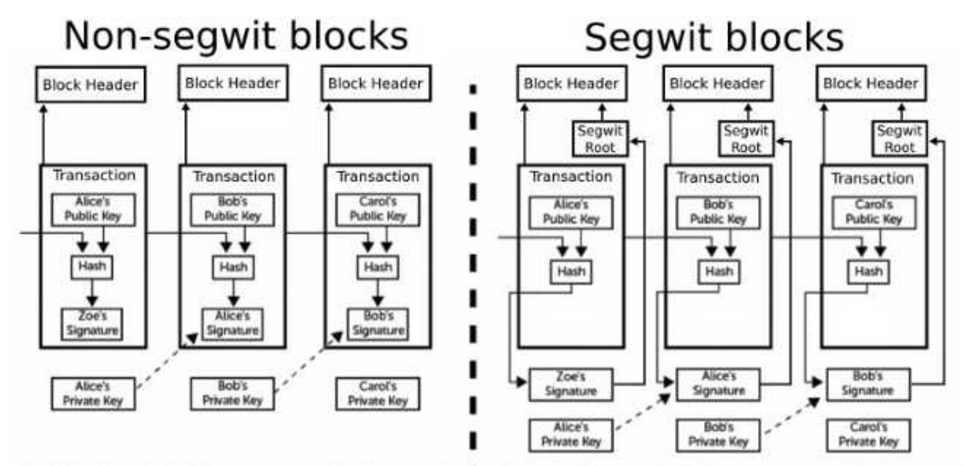 Non-segwit blocks
Block Header
Block Header
Block Header
Transaction
Alice's
Public Key
Hash
Zoe's
Signature
Transaction
Bob's
Public Key
Hash
Alice's
Signature
Transaction
Carol's
Public Key
Hash
Bob's
Signature
Alice's
Private Key
Bob's
Private Key
Carol's
Private Key
Segwit blocks
Block Header
Block Header
Block Header
Segwit
Root
Segwit
Root
Segwit
Root
Transaction
Alice's
Public Key
Hash
Transaction
Bob's
Public Key
Hash
Transaction
Carol's
Public Key
Hash
Zoe's
Signature
Alice's
Signature
Bob's
Signature
Alice's
Private Key
Bob's
Private Key
Carol's
Private Key